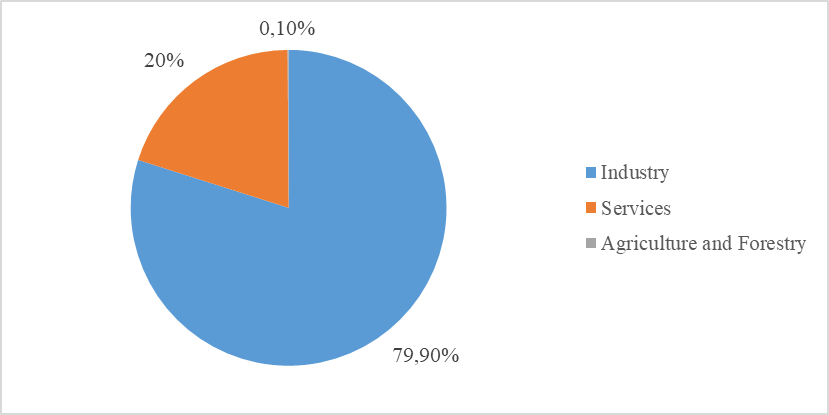 0,10%
20%
79,90%
Industry
Services
Agriculture and Forestry